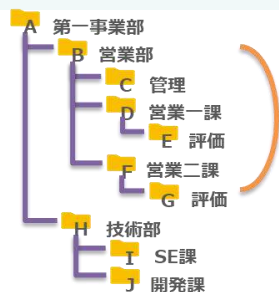 A 第一事業部
B 営業部
C 管理
D 営業一課
E 評価
F 営業二課
G 評価
H 技術部
I SE課
J 開発課